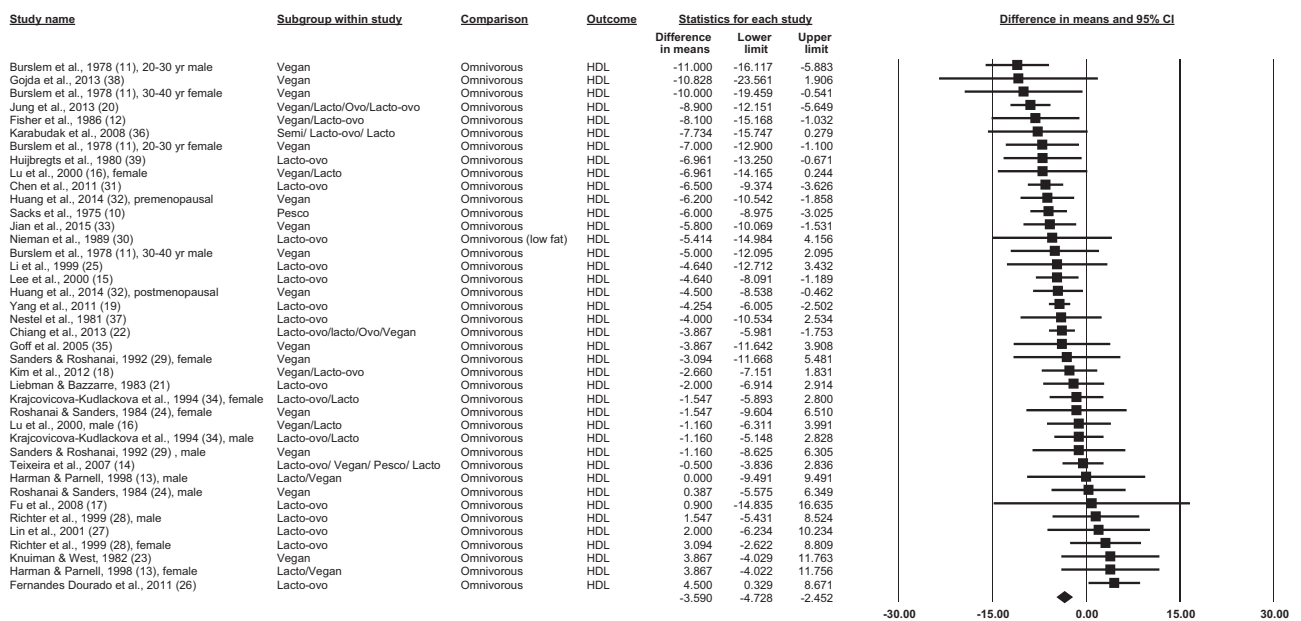 Study name Subgroup within study Comparison Outcome Statistics for each study Difference in means and 95% CI
Difference Lower Upper
in means limit limit
Burslem et al., 1978 (11), 20-30 yr male Vegan Omnivorous HDL -11.000 -16.117 -5.883
Gojda et al., 2013 (38) Vegan Omnivorous HDL -10.828 -23.561 1.906
Burslem et al., 1978 (11), 30-40 yr female Vegan Omnivorous HDL -10.000 -19.459 -0.541
Jung et al., 2013 (20) Vegan/Lacto/Ovo/Lacto-ovo Omnivorous HDL -8.900 -12.151 -5.649
Fisher et al., 1986 (12) Vegan/Lacto-ovo Omnivorous HDL -8.100 -15.168 -1.032
Karabudak et al., 2008 (36) Semi/ Lacto-ovo/ Lacto Omnivorous HDL -7.734 -15.747 0.279
Burslem et al., 1978 (11), 20-30 yr female Vegan Omnivorous HDL -7.000 -12.900 -1.100
Huijbregts et al., 1980 (39) Lacto-ovo Omnivorous HDL -6.961 -13.250 -0.671
Lu et al., 2000 (16), female Vegan/Lacto Omnivorous HDL -6.961 -14.165 0.244
Chen et al., 2011 (31) Lacto-ovo Omnivorous HDL -6.500 -9.374 -3.626
Huang et al., 2014 (32), premenopausal Vegan Omnivorous HDL -6.200 -10.542 -1.858
Sacks et al., 1975 (10) Pesco Omnivorous HDL -6.000 -8.975 -3.025
Jian et al., 2015 (33) Vegan Omnivorous HDL -5.800 -10.069 -1.531
Nieman et al., 1989 (30) Lacto-ovo Omnivorous (low fat) HDL -5.414 -14.984 4.156
Burslem et al., 1978 (11), 30-40 yr male Vegan Omnivorous HDL -5.000 -12.095 2.095
Li et al., 1999 (25) Lacto-ovo Omnivorous HDL -4.640 -12.712 3.432
Lee et al., 2000 (15) Lacto-ovo Omnivorous HDL -4.640 -8.091 -1.189
Huang et al., 2014 (32), postmenopausal Vegan Omnivorous HDL -4.500 -8.538 -0.462
Yang et al., 2011 (19) Lacto-ovo Omnivorous HDL -4.254 -6.005 -2.502
Nestel et al., 1981 (37) Lacto-ovo Omnivorous HDL -4.000 -10.534 2.534
Chiang et al., 2013 (22) Lacto-ovo/lacto/Ovo/Vegan Omnivorous HDL -3.867 -5.981 -1.753
Goff et al. 2005 (35) Vegan Omnivorous HDL -3.867 -11.642 3.908
Sanders & Roshanai, 1992 (29), female Vegan Omnivorous HDL -3.094 -11.668 5.481
Kim et al., 2012 (18) Vegan/Lacto-ovo Omnivorous HDL -2.660 -7.151 1.831
Liebman & Bazzarre, 1983 (21) Lacto-ovo Omnivorous HDL -2.000 -6.914 2.914
Krajcovicova-Kudlackova et al., 1994 (34), female Lacto-ovo/Lacto Omnivorous HDL -1.547 -5.893 2.800
Roshanai & Sanders, 1984 (24), female Vegan Omnivorous HDL -1.547 -9.604 6.510
Lu et al., 2000, male (16) Vegan/Lacto Omnivorous HDL -1.160 -6.311 3.991
Krajcovicova-Kudlackova et al., 1994 (34), male Lacto-ovo/Lacto Omnivorous HDL -1.160 -5.148 2.828
Sanders & Roshanai, 1992 (29) , male Vegan Omnivorous HDL -1.160 -8.625 6.305
Teixeira et al., 2007 (14) Lacto-ovo/ Vegan/ Pesco/ Lacto Omnivorous HDL -0.500 -3.836 2.836
Harman & Parnell, 1998 (13), male Lacto/Vegan Omnivorous HDL 0.000 -9.491 9.491
Roshanai & Sanders, 1984 (24), male Vegan Omnivorous HDL 0.387 -5.575 6.349
Fu et al., 2008 (17) Lacto-ovo Omnivorous HDL 0.900 -14.835 16.635
Richter et al., 1999 (28), male Lacto-ovo Omnivorous HDL 1.547 -5.431 8.524
Lin et al., 2001 (27) Lacto-ovo Omnivorous HDL 2.000 -6.234 10.234
Richter et al., 1999 (28), female Lacto-ovo Omnivorous HDL 3.094 -2.622 8.809
Knuiman & West, 1982 (23) Vegan Omnivorous HDL 3.867 -4.029 11.763
Harman & Parnell, 1998 (13), female Lacto/Vegan Omnivorous HDL 3.867 -4.022 11.756
Fernandes Dourado et al., 2011 (26) Lacto-ovo Omnivorous HDL 4.500 0.329 8.671
-3.590 -4.728 -2.452
-30.00 -15.00 0.00 15.00 30.00